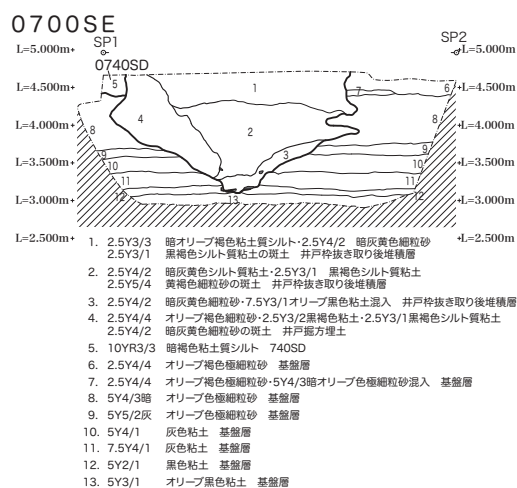 0700SE
SP1
SP2
L=5.000m
L=5.000m
0740SD
L=4.500m
5
1
7
6
L=4.500m
L=4.000m
8
4
2
8
L=4.000m
L=3.500m
9
3
9
L=3.500m
10
10
11
11
L=3.000m
12
13
12
L=3.000m
L=2.500m
L=2.500m
1. 2.5Y3/3 暗オリーブ褐色粘土質シルト・2.5Y4/2 暗灰黄色細粒砂
2.5Y3/1 黒褐色シルト質粘土の斑土 井戸枠抜き取り後堆積層
2. 2.5Y4/2 暗灰黄色シルト質粘土・2.5Y3/1 黒褐色シルト質粘土
2.5Y5/4 黄褐色細粒砂の斑土 井戸枠抜き取り後堆積層
3. 2.5Y4/2 暗灰黄色細粒砂・7.5Y3/1オリーブ黒色粘土混入 井戸枠抜き取り後堆積層
4. 2.5Y4/4 オリーブ褐色細粒砂・2.5Y3/2黒褐色粘土・2.5Y3/1黒褐色シルト質粘土
2.5Y4/2 暗灰黄色細粒砂の斑土 井戸掘方埋土
5. 10YR3/3 暗褐色粘土質シルト 740SD
6. 2.5Y4/4 オリーブ褐色極細粒砂 基盤層
7. 2.5Y4/4 オリーブ褐色極細粒砂・5Y4/3暗オリーブ色極細粒砂混入 基盤層
8. 5Y4/3暗 オリーブ色極細粒砂 基盤層
9. 5Y5/2灰 オリーブ色極細粒砂 基盤層
10. 5Y4/1 灰色粘土 基盤層
11. 7.5Y4/1 灰色粘土 基盤層
12. 5Y2/1 黒色粘土 基盤層
13. 5Y3/1 オリーブ黒色粘土 基盤層